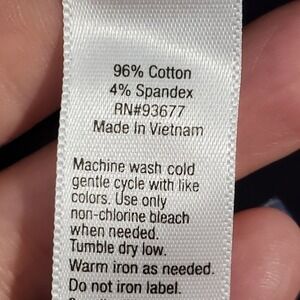 96% Cotton
4% Spandex
RN#93677
Made In Vietnam
Machine wash cold
gentle cycle with like
colors. Use only
non-chlorine bleach
when needed.
Tumble dry low.
Warm iron as needed.
Do not iron label.